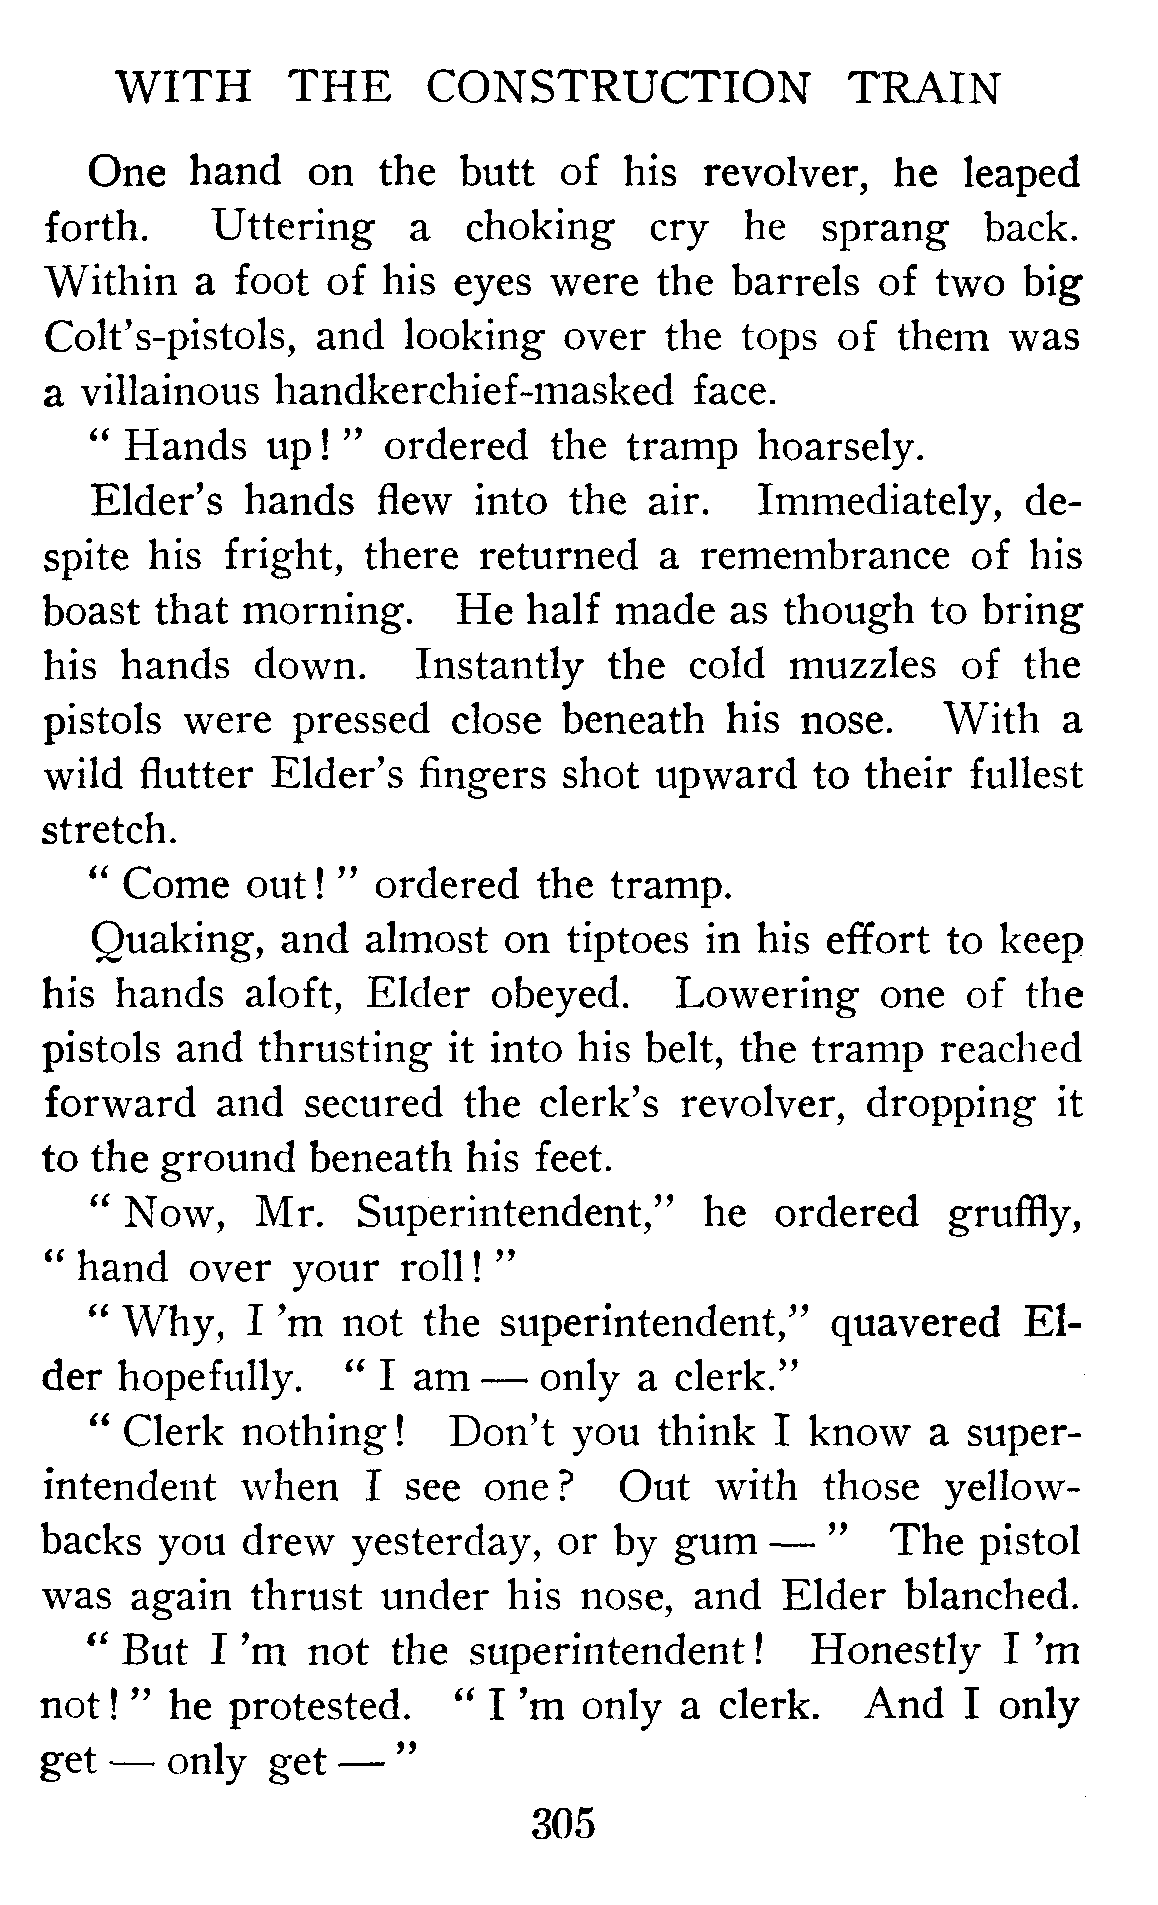 WITH THE CONSTRUCTION TRAIN
One hand on the butt of his revolver, he leaped
forth. Uttering a choking cry he sprang back.
Within a foot of his eyes were the barrels of two big
Colt's-pistols, and looking over the tops of them was
a villainous handkerchief-masked face.
“ Hands up! ” ordered the tramp hoarsely.
Elder's hands flew into the air. Immediately, de-
spite his fright, there returned a remembrance of his
boast that morning. He half made as though to bring
his hands down. Instantly the cold muzzles of the
pistols were pressed close beneath his nose. With a
wild flutter Elder's fingers shot upward to their fullest
stretch.
“ Come out! ” ordered the tramp.
Quaking, and almost on tiptoes in his effort to keep
his hands aloft, Elder obeyed. Lowering one of the
pistols and thrusting it into his belt, the tramp reached
forward and secured the clerk's revolver, dropping it
to the ground beneath his feet.
“ Now, Mr. Superintendent,” he ordered gruffly,
“ hand over your roll! ”
“ Why, I 'm not the superintendent,” quavered El-
der hopefully. “ I am — only a clerk.”
“ Clerk nothing! Don't you think I know a super-
intendent when I see one? Out with those yellow-
backs you drew yesterday, or by gum — ” The pistol
was again thrust under his nose, and Elder blanched.
“ But I 'm not the superintendent! Honestly I 'm
not! ” he protested. “ I 'm only a clerk. And I only
get — only get — ”
305